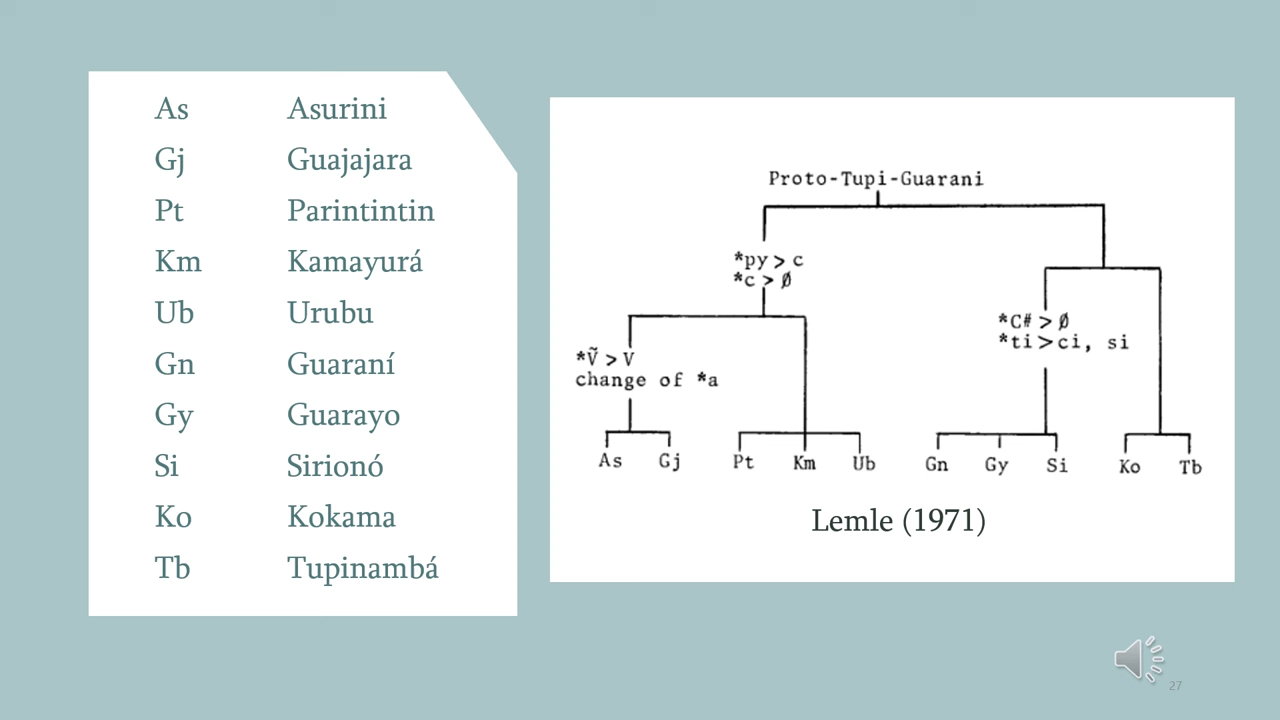 As Asurini
Gj Guajajara
Pt Parintintin
Km Kamayurá
Ub Urubu
Gn Guaraní
Gy Guarayo
Si Sirionó
Ko Kokama
Tb Tupinambá
Proto-Tupi-Guarani
*py > c
*c > ∅
*C# > ∅
*ti > ci, si
*Ṽ > V
change of *a
As Gj Pt Km Ub Gn Gy Si Ko Tb
Lemle (1971)
27